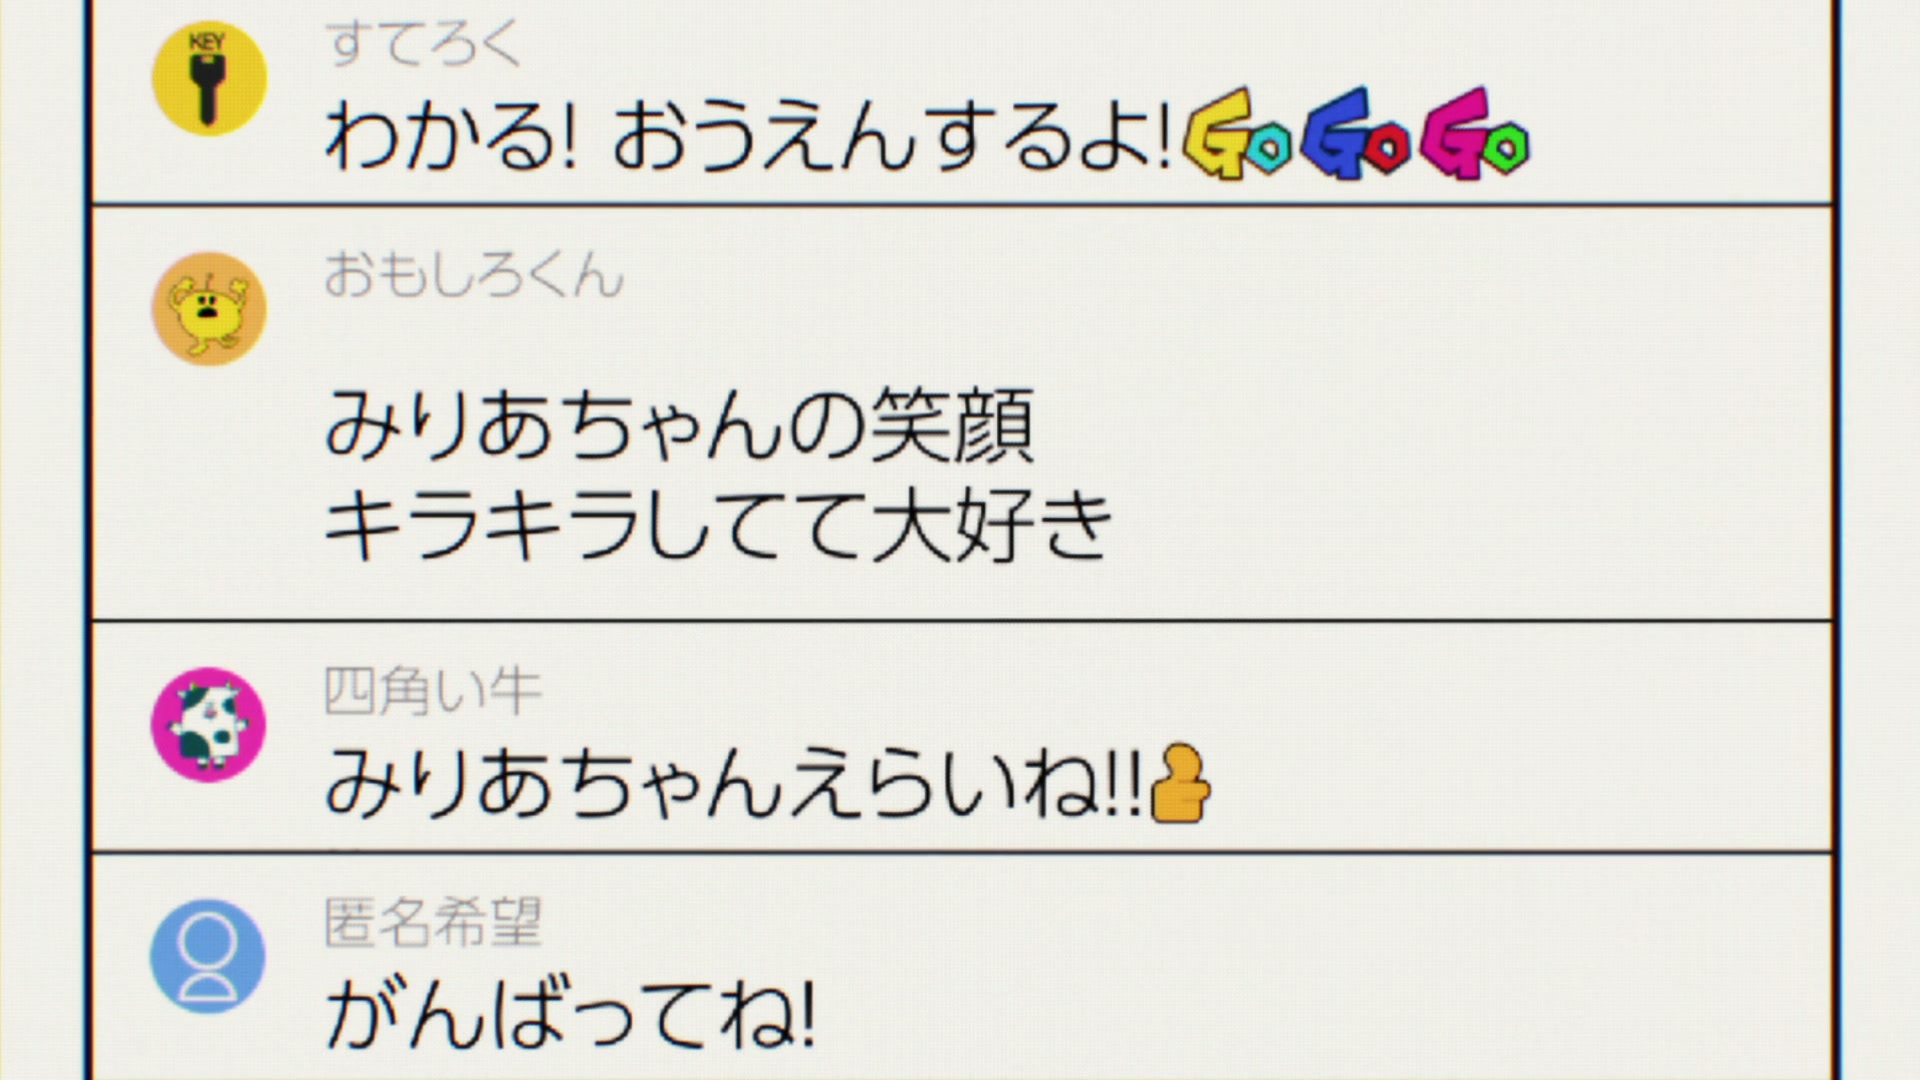 KEY
すてろく
わかる! おうえんするよ!GoGoGo
おもしろくん
みりあちゃんの笑顔
キラキラしてて大好き
四角い牛
みりあちゃんえらいね!!
匿名希望
がんばってね!